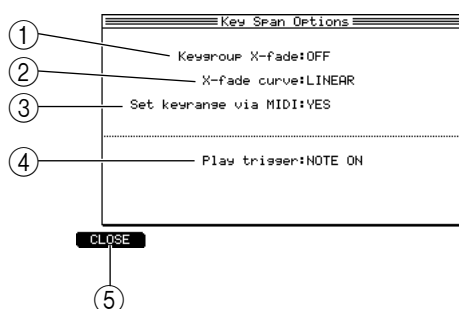 Key Span Options
① Keygroup X-fade:OFF
② X-fade curve:LINEAR
③ Set keyrange via MIDI:YES
④ Play trigger:NOTE ON
CLOSE
⑤